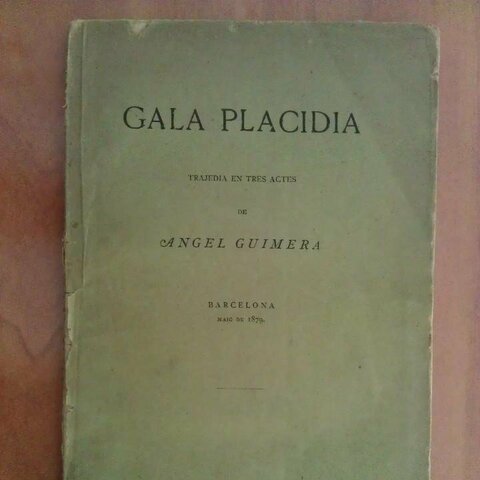 GALA PLACIDIA
TRAJEDIA EN TRES ACTES
DE
ANGEL GUIMERA
BARCELONA
MAIG DE 1879.